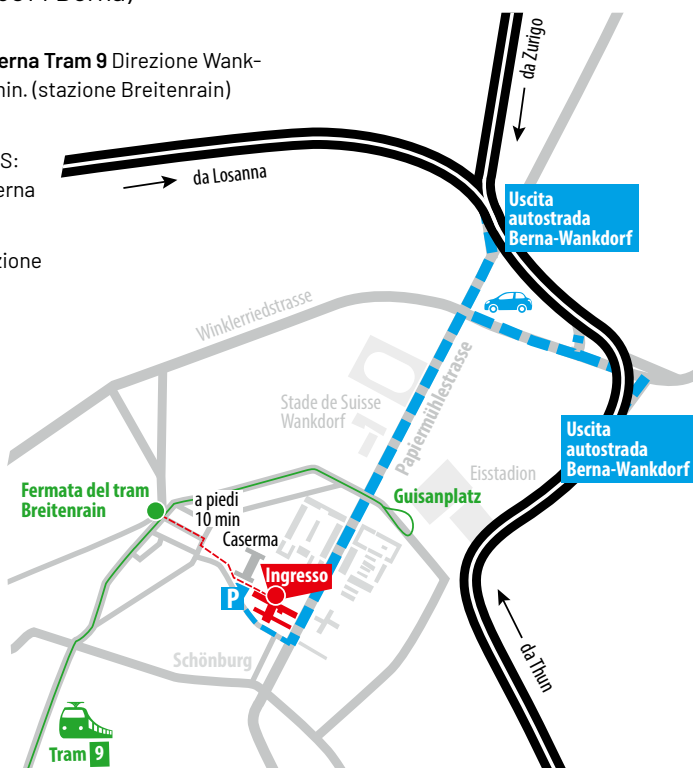 Berna)
erna Tram 9 Direzione Wank-
min. (stazione Breitenrain)
S:
erna
zione
da Zurigo
da Losanna
Uscita
autostrada
Berna-Wankdorf
Winklerriedstrasse
Papiermühlestrasse
Stade de Suisse
Wankdorf
Uscita
autostrada
Berna-Wankdorf
Eisstadion
Fermata del tram
Breitenrain
a piedi
10 min
Guisanplatz
Caserma
Ingresso
P
Schönburg
da Thun
Tram 9